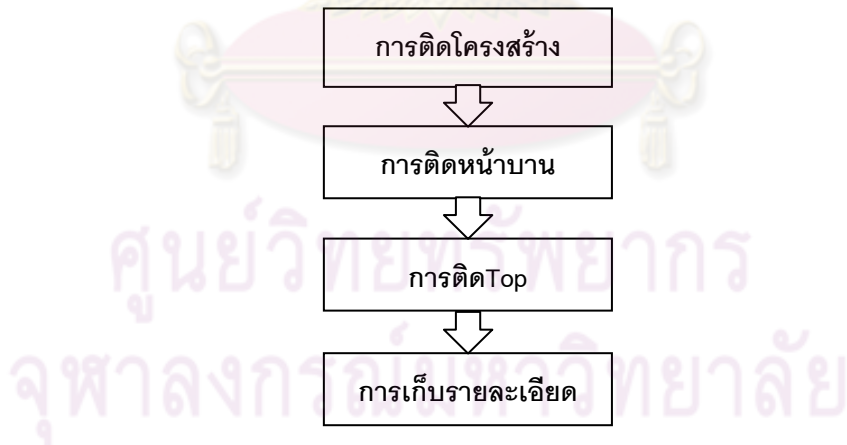 การติดโครงสร้าง
การติดหน้าบาน
ศูนย์วิทยทรัพยากร
การติดTop
จุฬาลงกรณ์มหาวิทยาลัย
การเก็บรายละเอียด